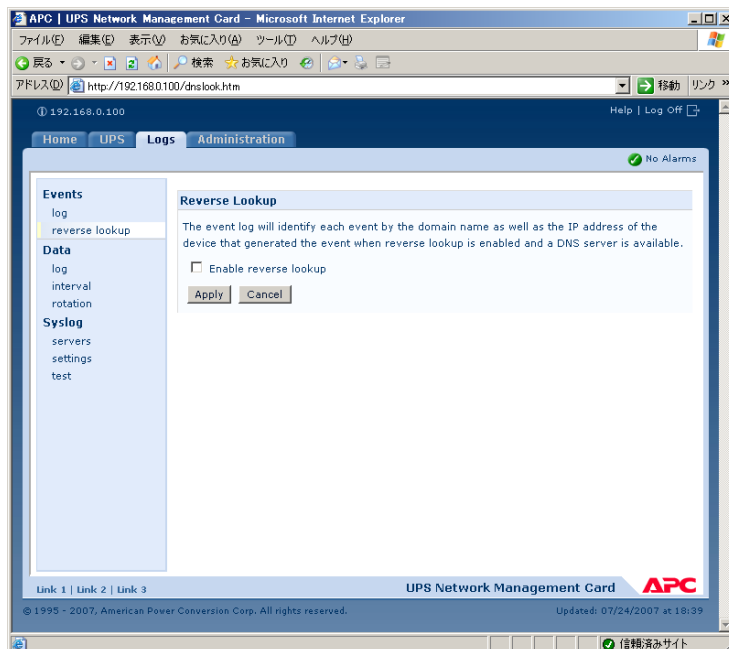 APC | UPS Network Management Card - Microsoft Internet Explorer
ファイル(F) 編集(E) 表示(V) お気に入り(A) ツール(T) ヘルプ(H)
戻る 検索 お気に入り
アドレス(D) http://192.168.0.100/dnslook.htm 移動 リンク »
192.168.0.100 Help | Log Off
Home UPS Logs Administration
No Alarms
Events
log
reverse lookup
Data
log
interval
rotation
Syslog
servers
settings
test
Reverse Lookup
The event log will identify each event by the domain name as well as the IP address of the
device that generated the event when reverse lookup is enabled and a DNS server is available.
Enable reverse lookup
Apply Cancel
Link 1 | Link 2 | Link 3 UPS Network Management Card APC
© 1995 - 2007, American Power Conversion Corp. All rights reserved. Updated: 07/24/2007 at 18:39
信頼済みサイト